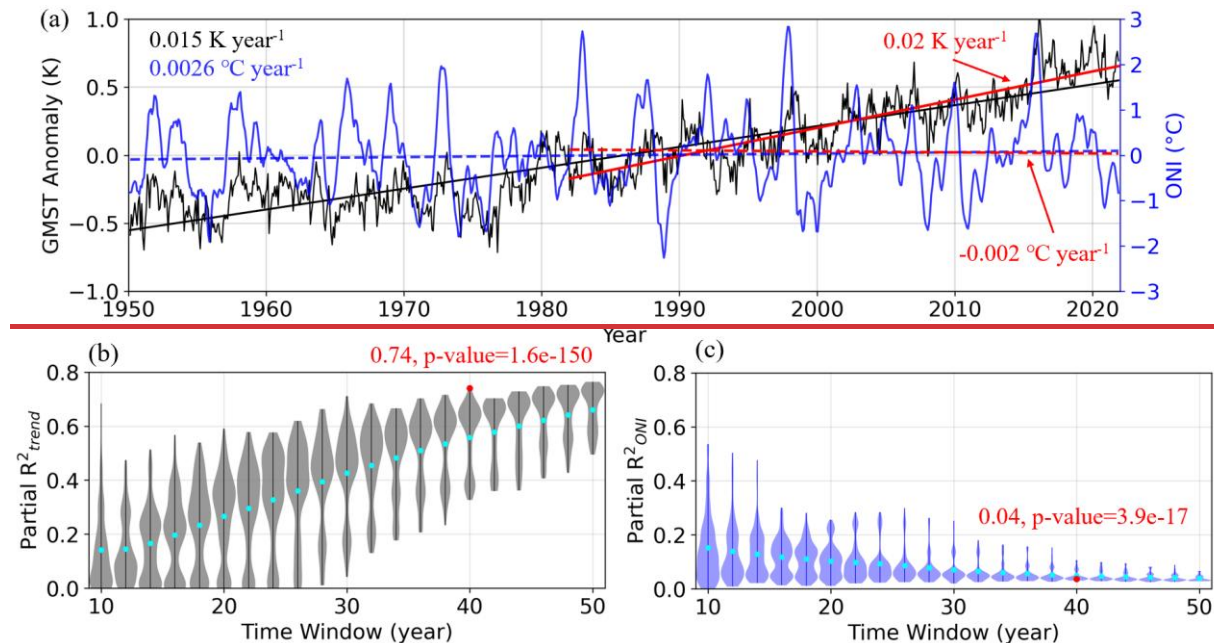 (a)
0.015 K year⁻¹
0.0026 °C year⁻¹
0.02 K year⁻¹
-0.002 °C year⁻¹
GMST Anomaly (K)
1.0
0.5
0.0
−0.5
−1.0
ONI (°C)
3
2
1
0
−1
−2
−3
1950 1960 1970 1980 1990 2000 2010 2020
Year
(b)
0.74, p-value=1.6e-150
Partial R²trend
0.8
0.6
0.4
0.2
0.0
10 20 30 40 50
Time Window (year)
(c)
0.04, p-value=3.9e-17
Partial R²ONI
0.8
0.6
0.4
0.2
0.0
10 20 30 40 50
Time Window (year)